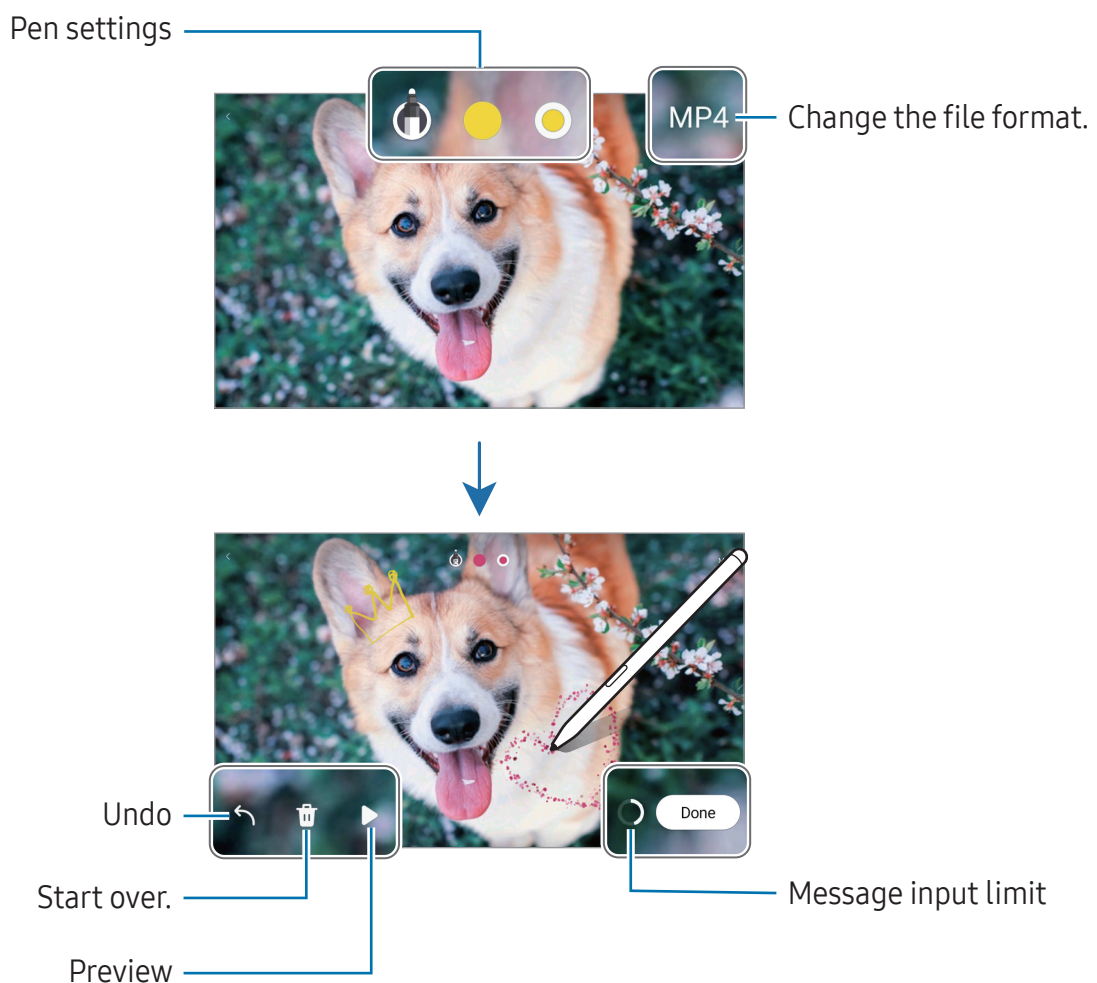 Pen settings
MP4
Change the file format.
Undo
Done
Start over.
Message input limit
Preview